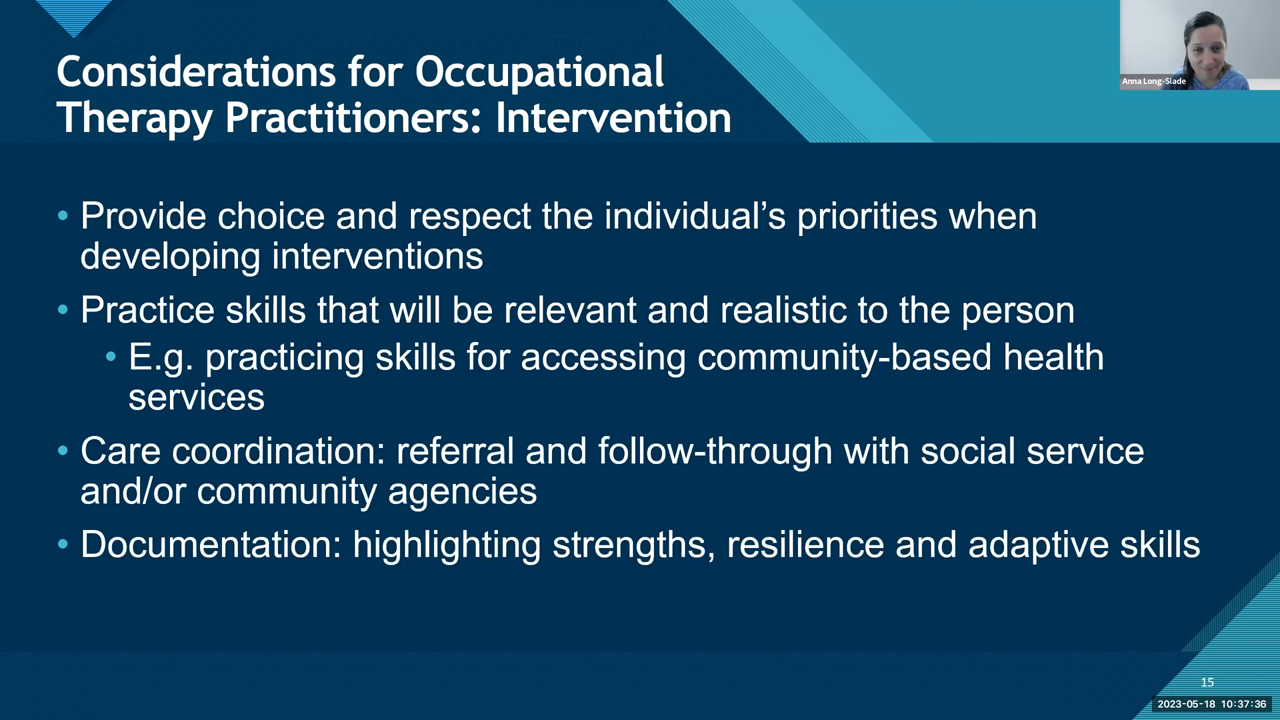 Considerations for Occupational
Therapy Practitioners: Intervention
Anna Long-Slade
• Provide choice and respect the individual’s priorities when
developing interventions
• Practice skills that will be relevant and realistic to the person
• E.g. practicing skills for accessing community-based health
services
• Care coordination: referral and follow-through with social service
and/or community agencies
• Documentation: highlighting strengths, resilience and adaptive skills
15
2023-05-18 10:37:36